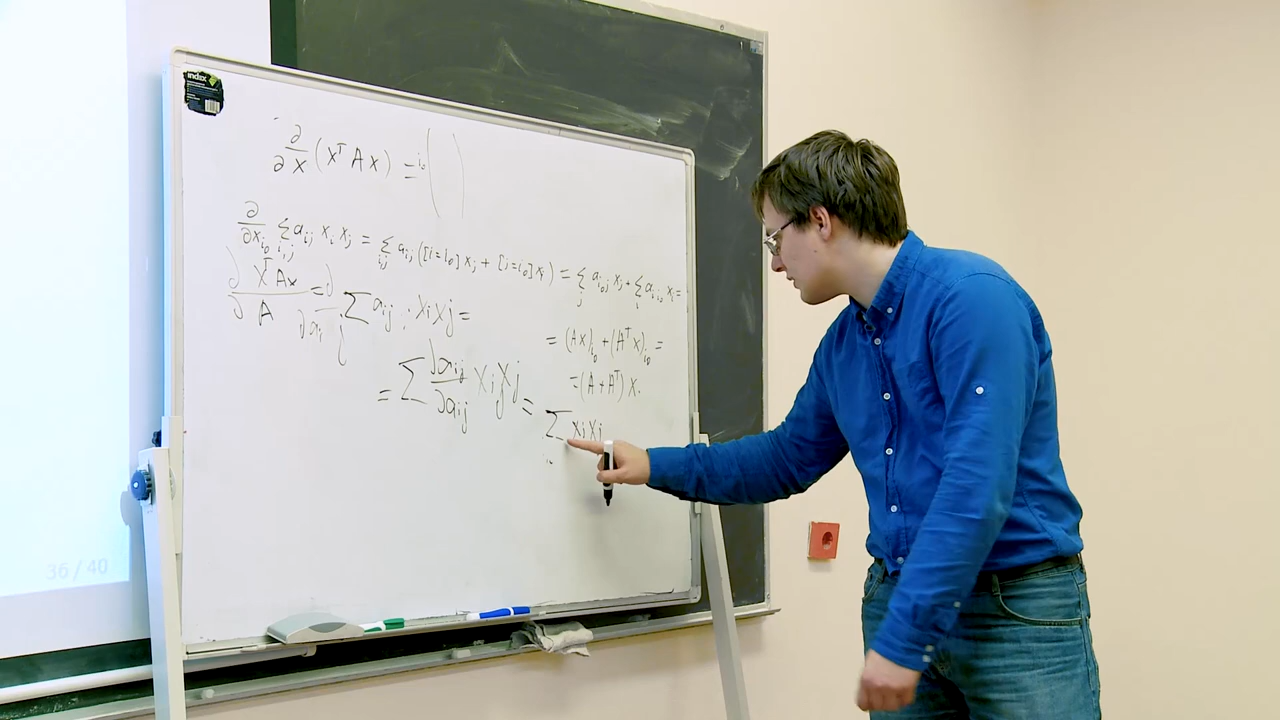 index
∂/∂x (xᵀ A x) = i₀ ( )
∂/∂x_{i₀} Σ_{i,j} a_{ij} x_i x_j = Σ_{ij} a_{ij} ([i=i₀] x_j + [j=i₀] x_i) = Σ_j a_{i₀j} x_j + Σ_i a_{ii₀} x_i =
= (Ax)_{i₀} + (Aᵀx)_{i₀} =
= (A + Aᵀ) x.
∂ xᵀAx / ∂A = ∂/∂a_{ij} Σ a_{ij} · x_i x_j =
= Σ ∂a_{ij}/∂a_{ij} x_i x_j = Σ x_i x_j
36 / 40